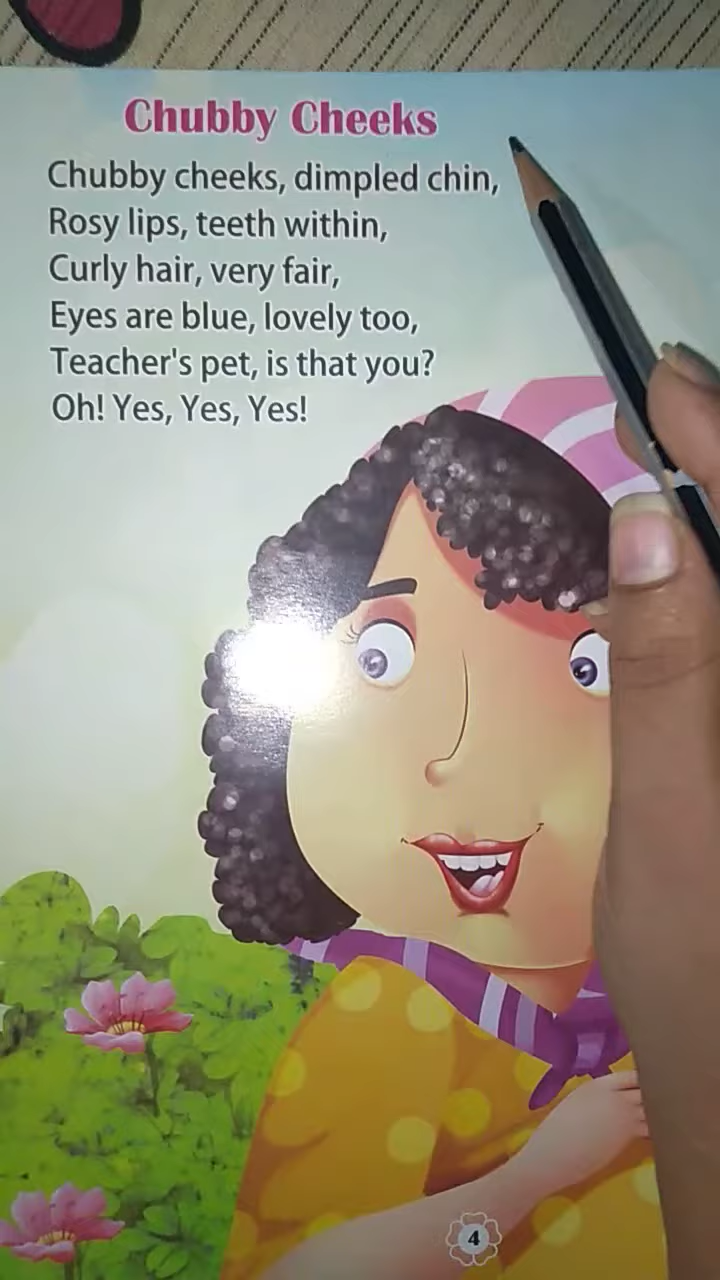 Chubby Cheeks
Chubby cheeks, dimpled chin,
Rosy lips, teeth within,
Curly hair, very fair,
Eyes are blue, lovely too,
Teacher's pet, is that you?
Oh! Yes, Yes, Yes!
4